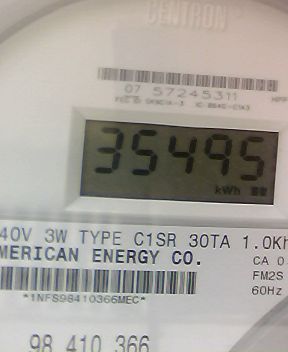 CENTRON
07 57245311
35495
kWh
40V 3W TYPE C1SR 30TA 1.0Kh
MERICAN ENERGY CO.
CA 0
FM2S
60Hz
*1NFS98410366MEC*
98 410 366